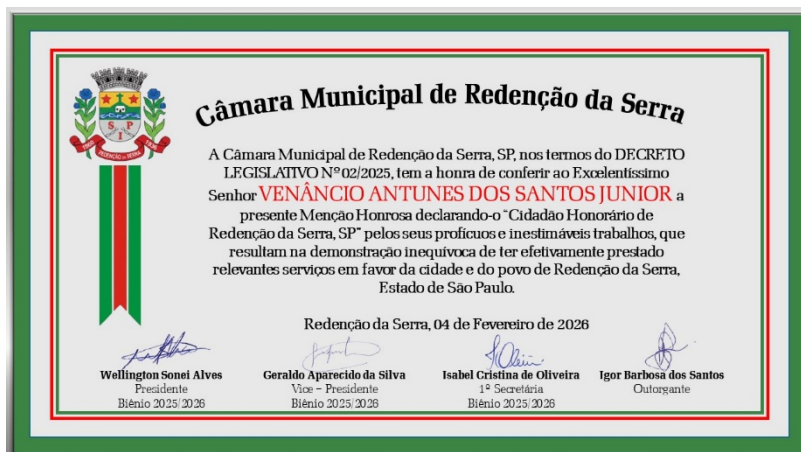 Câmara Municipal de Redenção da Serra
S P
I
REDENÇÃO DA SERRA
A Câmara Municipal de Redenção da Serra, SP, nos termos do DECRETO
LEGISLATIVO Nº 02/2025, tem a honra de conferir ao Excelentíssimo
Senhor VENÂNCIO ANTUNES DOS SANTOS JUNIOR a
presente Menção Honrosa declarando-o "Cidadão Honorário de
Redenção da Serra, SP" pelos seus profícuos e inestimáveis trabalhos, que
resultam na demonstração inequívoca de ter efetivamente prestado
relevantes serviços em favor da cidade e do povo de Redenção da Serra,
Estado de São Paulo.
Redenção da Serra, 04 de Fevereiro de 2026
Wellington Sonei Alves
Presidente
Biênio 2025/2026
Geraldo Aparecido da Silva
Vice – Presidente
Biênio 2025/2026
Isabel Cristina de Oliveira
1ª Secretária
Biênio 2025/2026
Igor Barbosa dos Santos
Outorgante